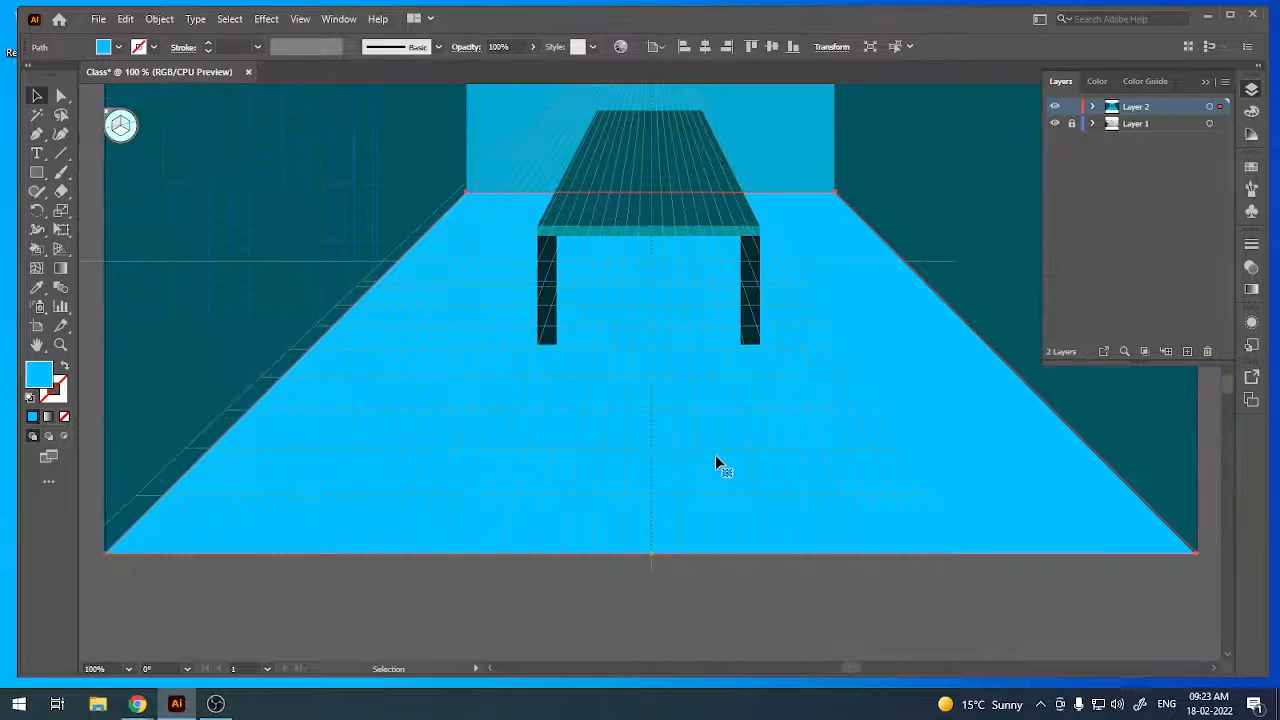 Ai File Edit Object Type Select Effect View Window Help Search Adobe Help
Path Stroke: Basic Opacity: 100% Style: Transform
Class* @ 100 % (RGB/CPU Preview)
Layers Color Color Guide
Layer 2
Layer 1
2 Layers
100% 0° 1 Selection
Ai 15°C Sunny 09:23 AM
18-02-2022